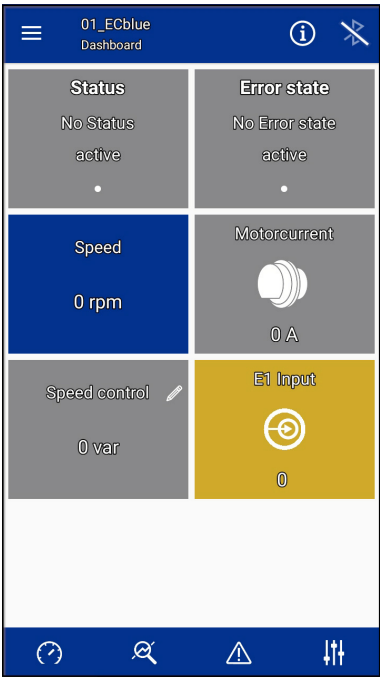 01_ECblue
Dashboard
Status
No Status
active
Error state
No Error state
active
Speed
0 rpm
Motorcurrent
0 A
Speed control
0 var
E1 Input
0